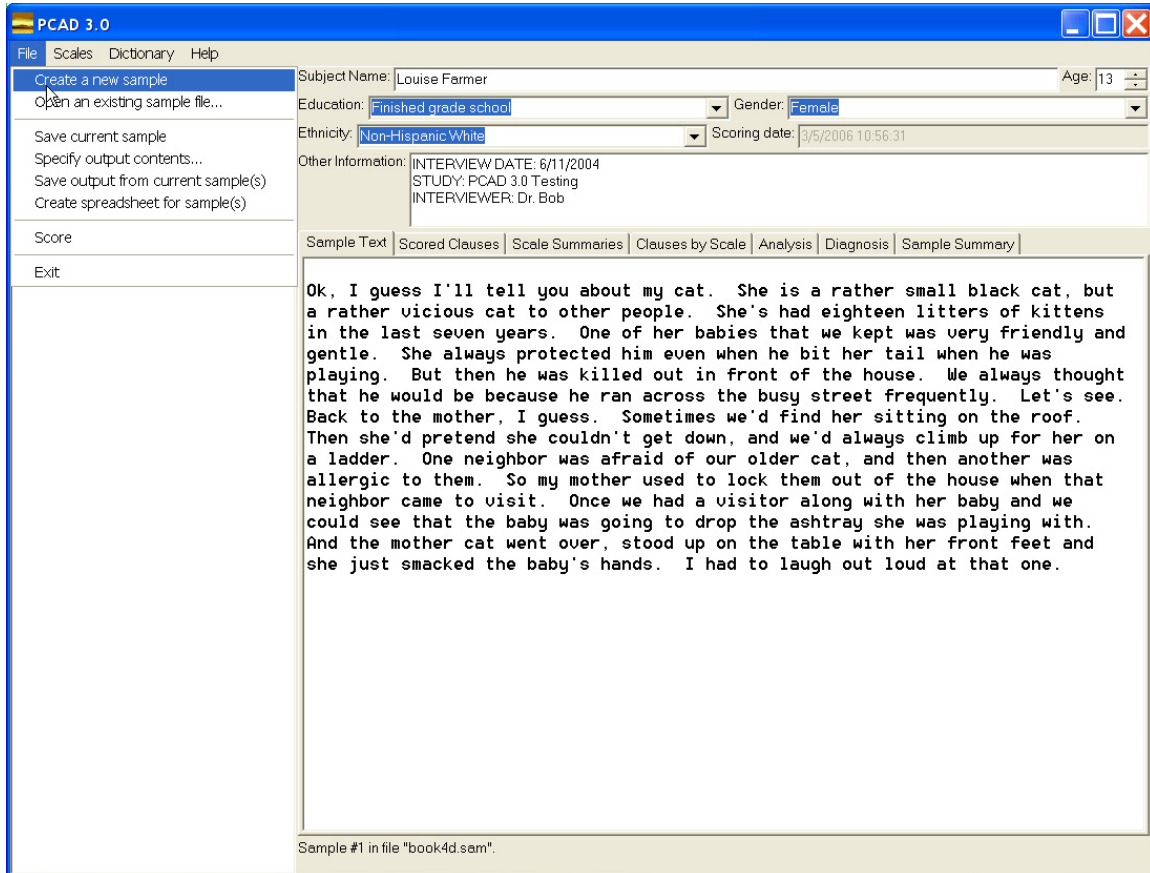 PCAD 3.0
File Scales Dictionary Help
Create a new sample
Open an existing sample file...
Save current sample
Specify output contents...
Save output from current sample(s)
Create spreadsheet for sample(s)
Score
Exit
Subject Name: Louise Farmer Age: 13
Education: Finished grade school Gender: Female
Ethnicity: Non-Hispanic White Scoring date: 3/5/2006 10:56:31
Other Information: INTERVIEW DATE: 6/11/2004
STUDY: PCAD 3.0 Testing
INTERVIEWER: Dr. Bob
Sample Text Scored Clauses Scale Summaries Clauses by Scale Analysis Diagnosis Sample Summary
Ok, I guess I'll tell you about my cat. She is a rather small black cat, but
a rather vicious cat to other people. She's had eighteen litters of kittens
in the last seven years. One of her babies that we kept was very friendly and
gentle. She always protected him even when he bit her tail when he was
playing. But then he was killed out in front of the house. We always thought
that he would be because he ran across the busy street frequently. Let's see.
Back to the mother, I guess. Sometimes we'd find her sitting on the roof.
Then she'd pretend she couldn't get down, and we'd always climb up for her on
a ladder. One neighbor was afraid of our older cat, and then another was
allergic to them. So my mother used to lock them out of the house when that
neighbor came to visit. Once we had a visitor along with her baby and we
could see that the baby was going to drop the ashtray she was playing with.
And the mother cat went over, stood up on the table with her front feet and
she just smacked the baby's hands. I had to laugh out loud at that one.
Sample #1 in file "book4d.sam".